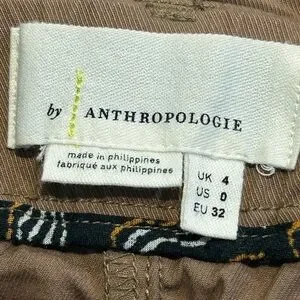 by ANTHROPOLOGIE
made in philippines
fabriqué aux philippines
UK 4
US 0
EU 32